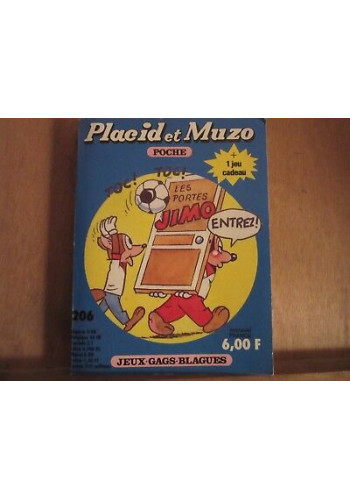 Placid et Muzo
POCHE
+
1 jeu
cadeau
TOC! TOC!
LES
PORTES
JIMO
ENTREZ!
206
6,00 F
JEUX-GAGS-BLAGUES